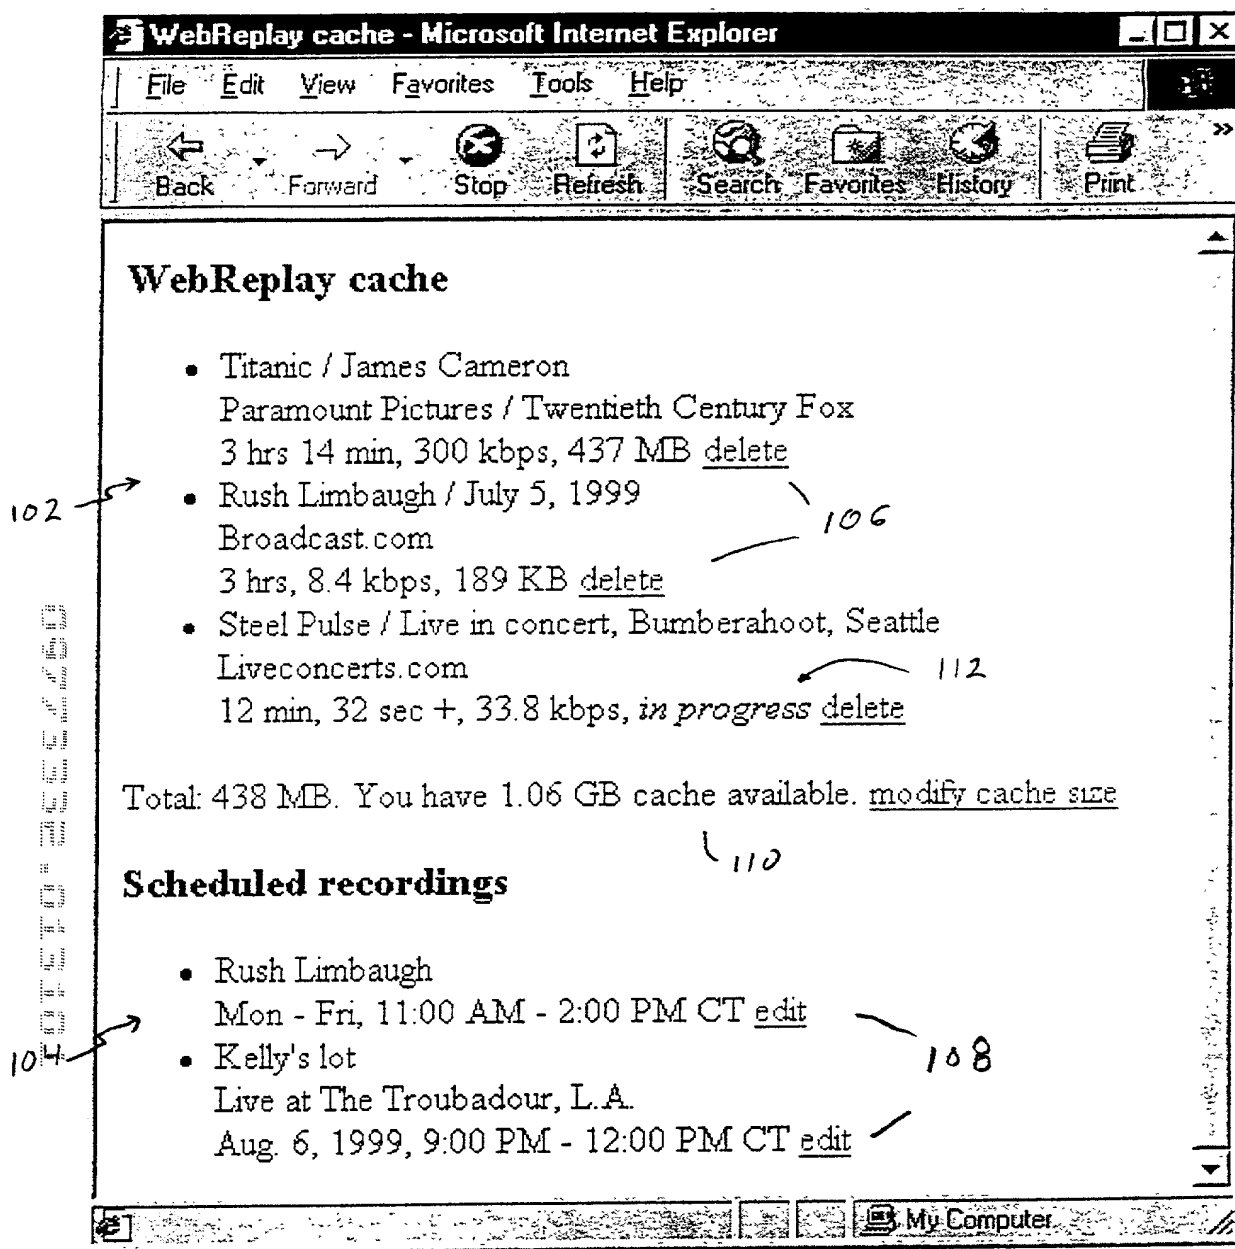 WebReplay cache - Microsoft Internet Explorer
File Edit View Favorites Tools Help
Back Forward Stop Refresh Search Favorites History Print »
WebReplay cache
• Titanic / James Cameron
Paramount Pictures / Twentieth Century Fox
3 hrs 14 min, 300 kbps, 437 MB delete
102
• Rush Limbaugh / July 5, 1999
106
Broadcast.com
3 hrs, 8.4 kbps, 189 KB delete
• Steel Pulse / Live in concert, Bumberahoot, Seattle
Liveconcerts.com
112
12 min, 32 sec +, 33.8 kbps, in progress delete
Total: 438 MB. You have 1.06 GB cache available. modify cache size
110
Scheduled recordings
• Rush Limbaugh
Mon - Fri, 11:00 AM - 2:00 PM CT edit
104
• Kelly's lot
108
Live at The Troubadour, L.A.
Aug. 6, 1999, 9:00 PM - 12:00 PM CT edit
My Computer